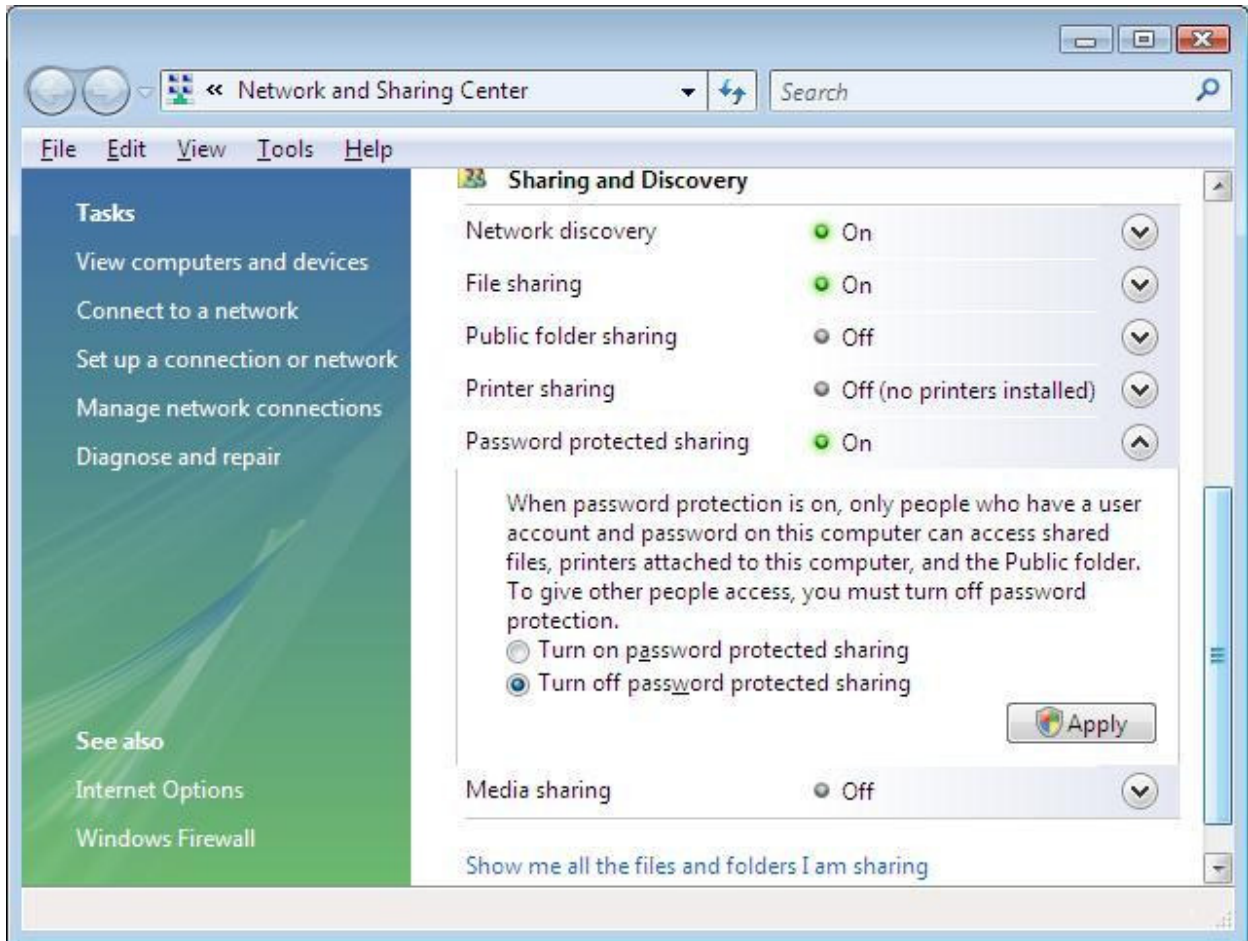 « Network and Sharing Center
Search
File Edit View Tools Help
Tasks
View computers and devices
Connect to a network
Set up a connection or network
Manage network connections
Diagnose and repair
See also
Internet Options
Windows Firewall
Sharing and Discovery
Network discovery On
File sharing On
Public folder sharing Off
Printer sharing Off (no printers installed)
Password protected sharing On
When password protection is on, only people who have a user
account and password on this computer can access shared
files, printers attached to this computer, and the Public folder.
To give other people access, you must turn off password
protection.
Turn on password protected sharing
Turn off password protected sharing
Apply
Media sharing Off
Show me all the files and folders I am sharing